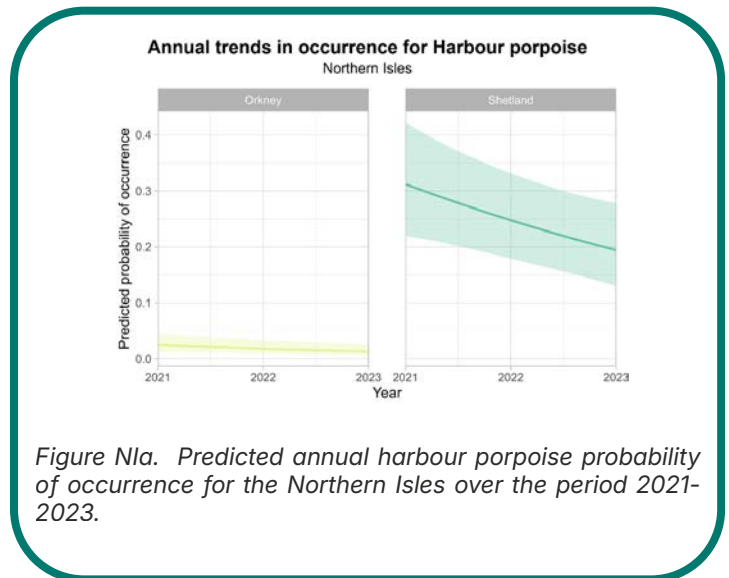 Annual trends in occurrence for Harbour porpoise
Northern Isles
Orkney
Shetland
Predicted probability of occurrence
0.4
0.3
0.2
0.1
0.0
2021
2022
2023
2021
2022
2023
Year
Figure NIa. Predicted annual harbour porpoise probability
of occurrence for the Northern Isles over the period 2021-
2023.